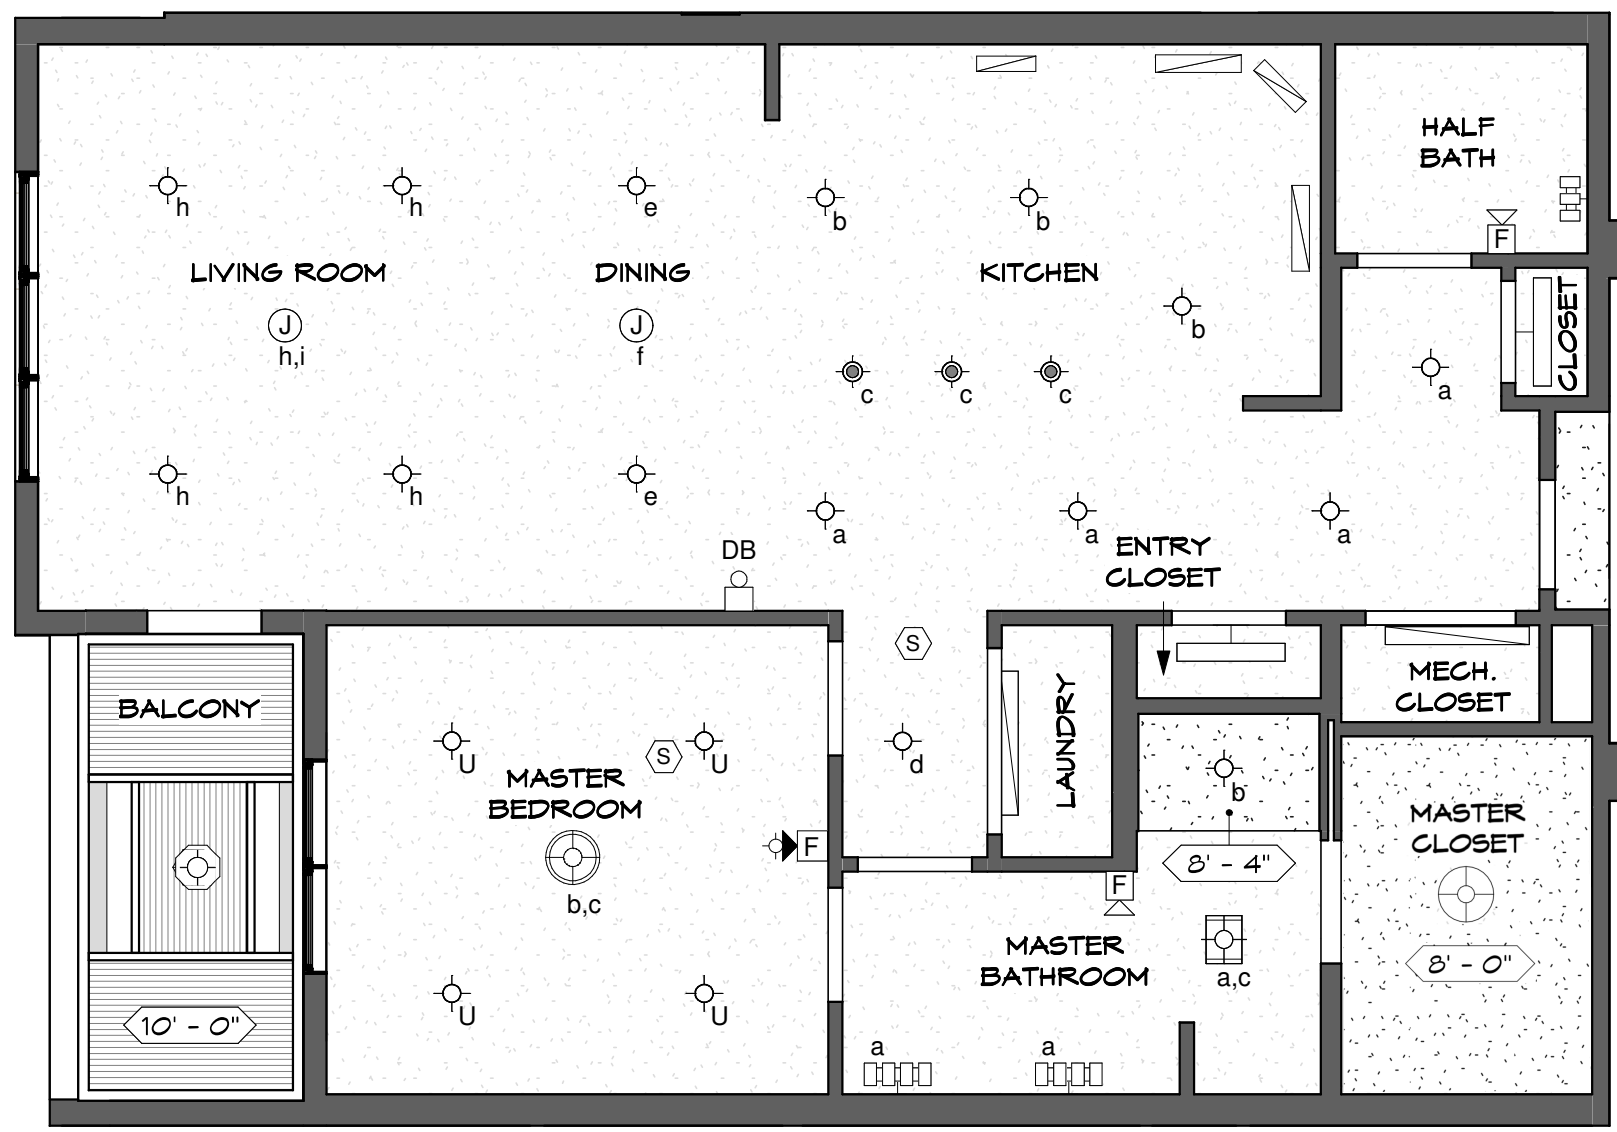 HALF
BATH
h
h
e
b
b
F
LIVING ROOM
DINING
KITCHEN
CLOSET
J
h,i
J
f
b
c
c
c
a
h
h
e
a
a
a
DB
ENTRY
CLOSET
S
MECH.
CLOSET
BALCONY
LAUNDRY
U
S
U
d
b
MASTER
BEDROOM
MASTER
CLOSET
F
8' - 4"
F
b,c
MASTER
BATHROOM
a,c
8' - 0"
U
U
10' - 0"
a
a